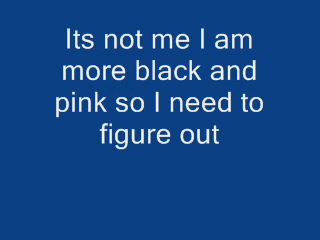 Its not me I am
more black and
pink so I need to
figure out